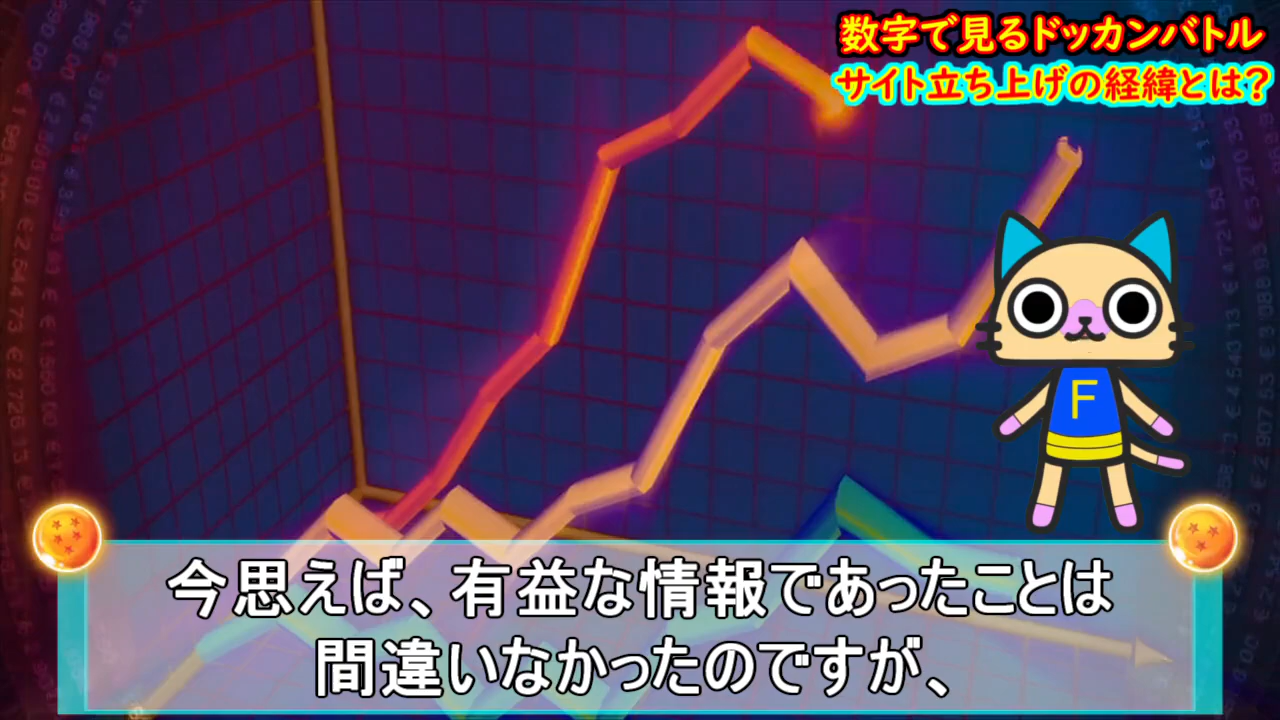 数字で見るドッカンバトル
サイト立ち上げの経緯とは?
F
今思えば、有益な情報であったことは
間違いなかったのですが、